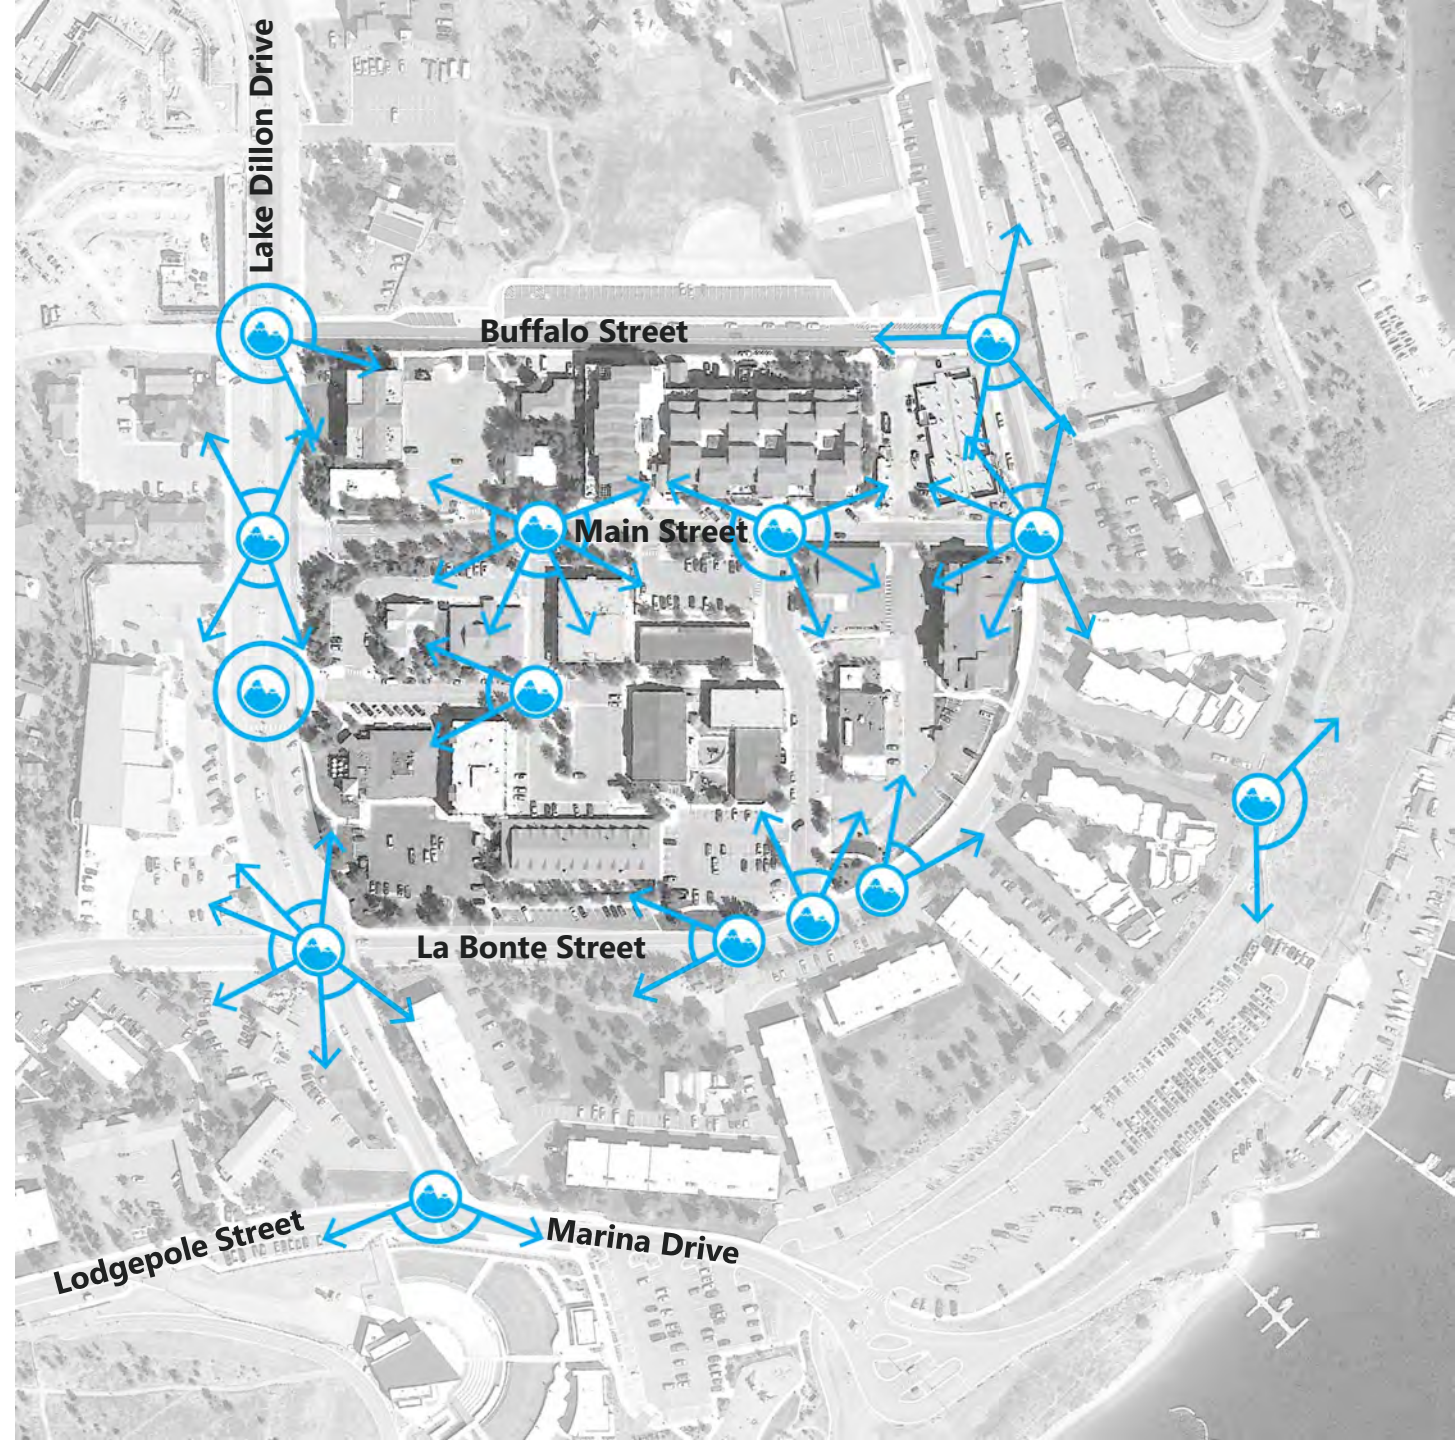 Lake Dillon Drive
Buffalo Street
Main Street
La Bonte Street
Lodgepole Street
Marina Drive